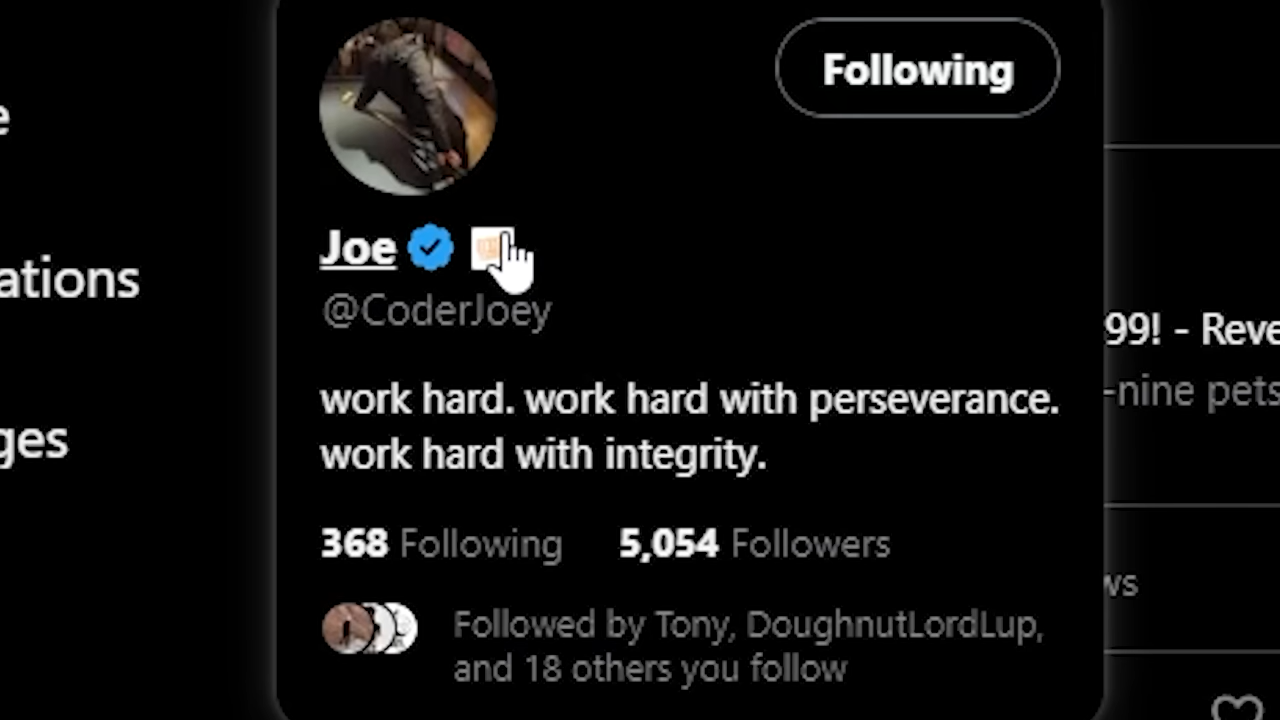 e
ations
ges
Following
Joe
@CoderJoey
work hard. work hard with perseverance.
work hard with integrity.
368 Following 5,054 Followers
Followed by Tony, DoughnutLordLup,
and 18 others you follow
99! - Reve
-nine pets
ws